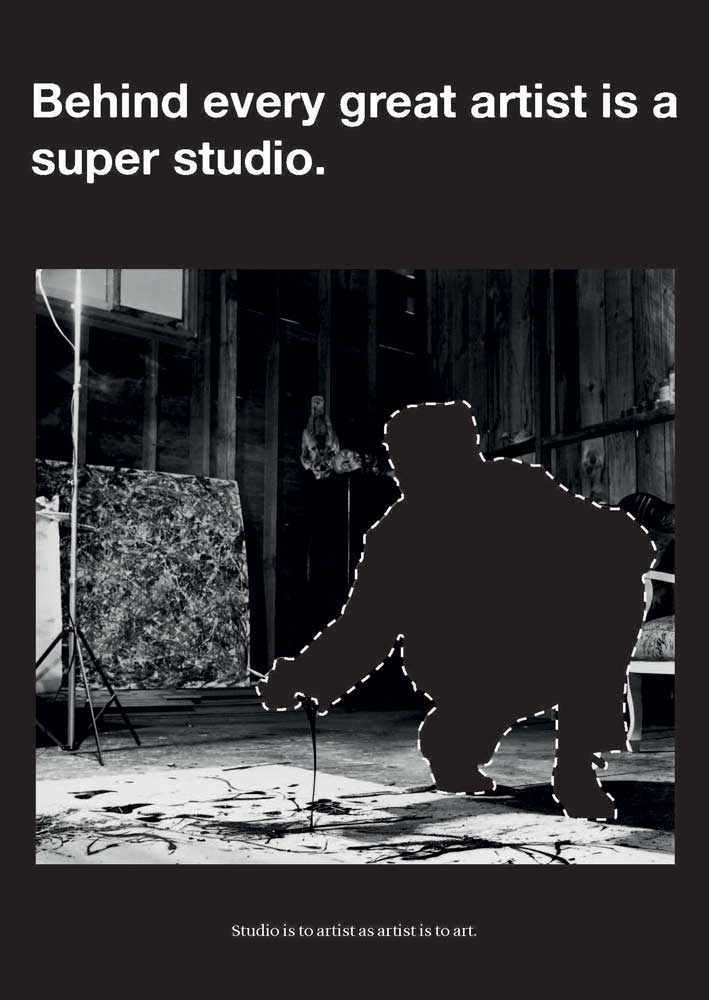 Behind every great artist is a
super studio.
Studio is to artist as artist is to art.